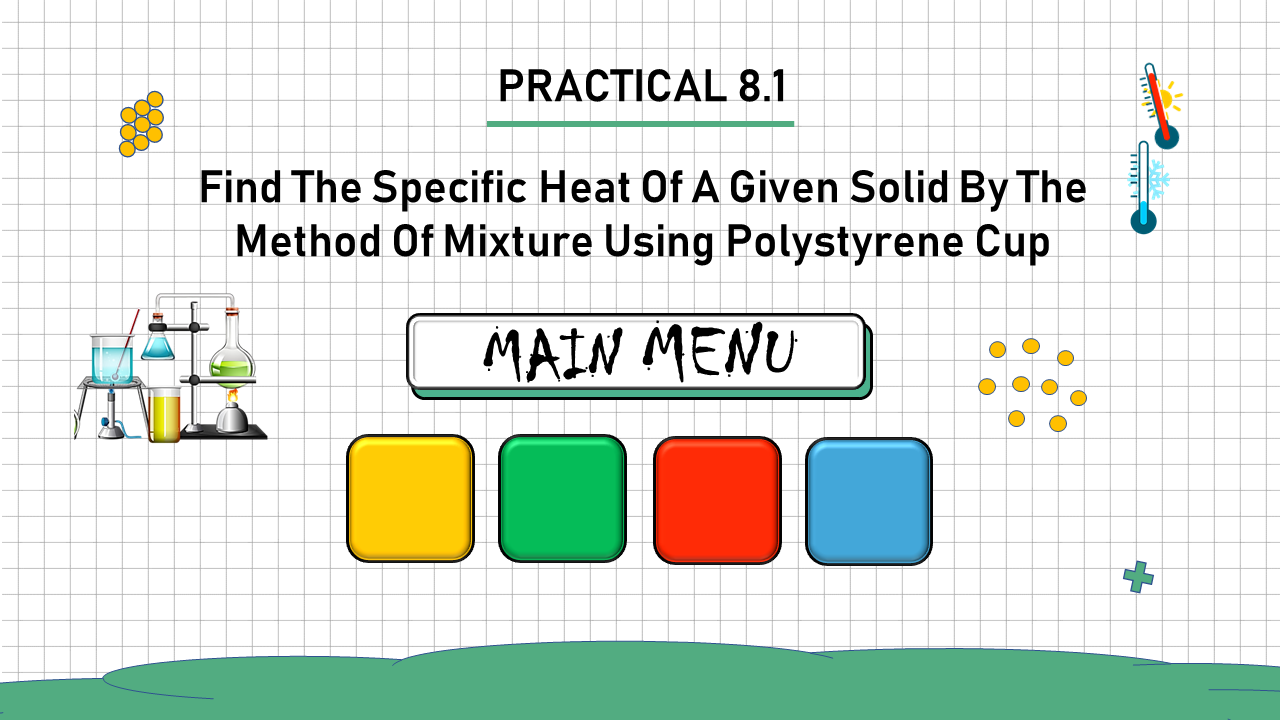 PRACTICAL 8.1
Find The Specific Heat Of A Given Solid By The
Method Of Mixture Using Polystyrene Cup
MAIN MENU